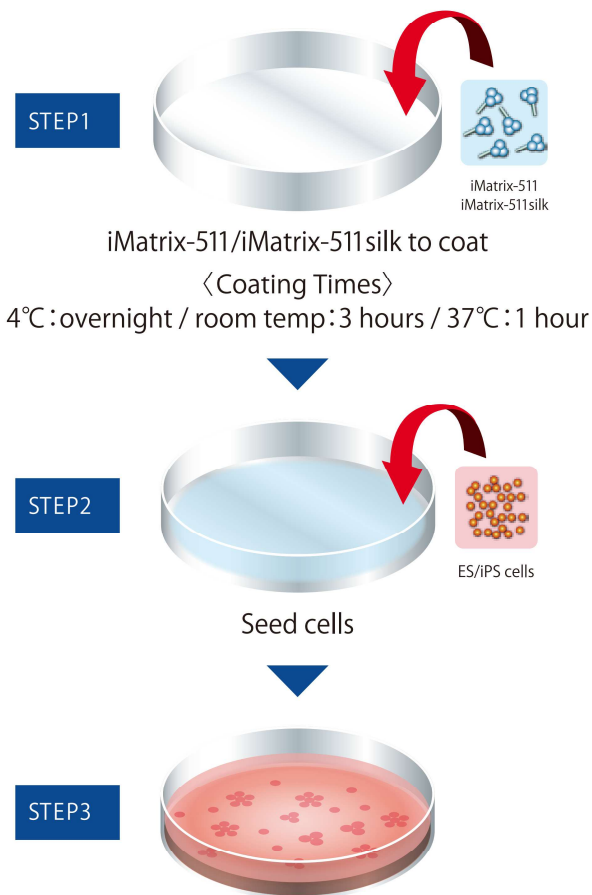 STEP1
iMatrix-511
iMatrix-511silk
iMatrix-511/iMatrix-511silk to coat
〈Coating Times〉
4℃：overnight / room temp：3 hours / 37℃：1 hour
STEP2
ES/iPS cells
Seed cells
STEP3